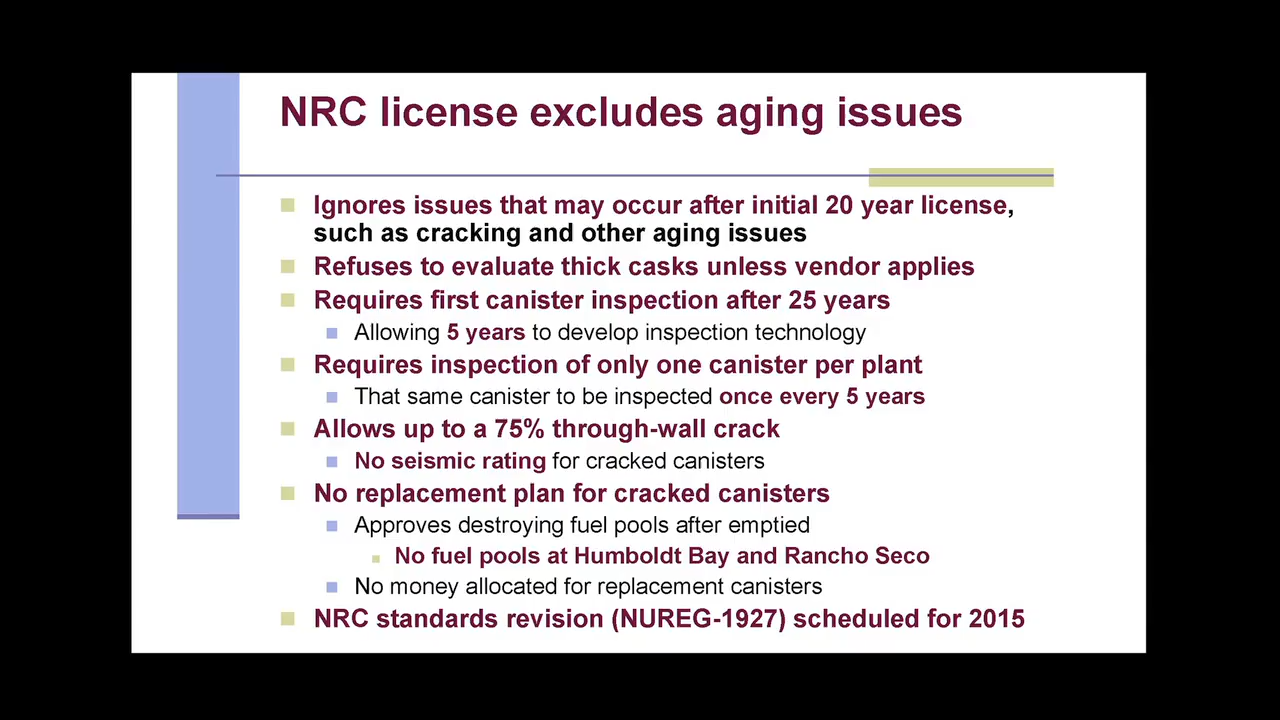 NRC license excludes aging issues
Ignores issues that may occur after initial 20 year license,
such as cracking and other aging issues
Refuses to evaluate thick casks unless vendor applies
Requires first canister inspection after 25 years
Allowing 5 years to develop inspection technology
Requires inspection of only one canister per plant
That same canister to be inspected once every 5 years
Allows up to a 75% through-wall crack
No seismic rating for cracked canisters
No replacement plan for cracked canisters
Approves destroying fuel pools after emptied
No fuel pools at Humboldt Bay and Rancho Seco
No money allocated for replacement canisters
NRC standards revision (NUREG-1927) scheduled for 2015